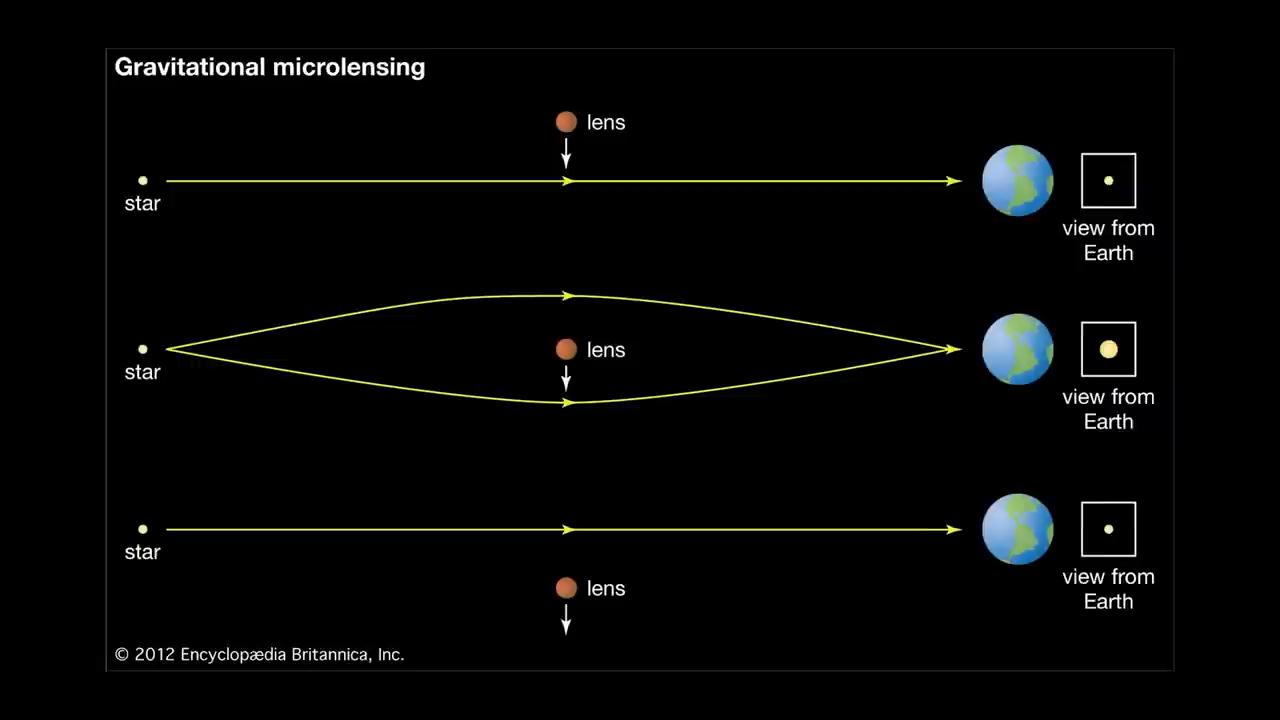 Gravitational microlensing
lens
star
view from
Earth
lens
star
view from
Earth
star
lens
view from
Earth
© 2012 Encyclopædia Britannica, Inc.